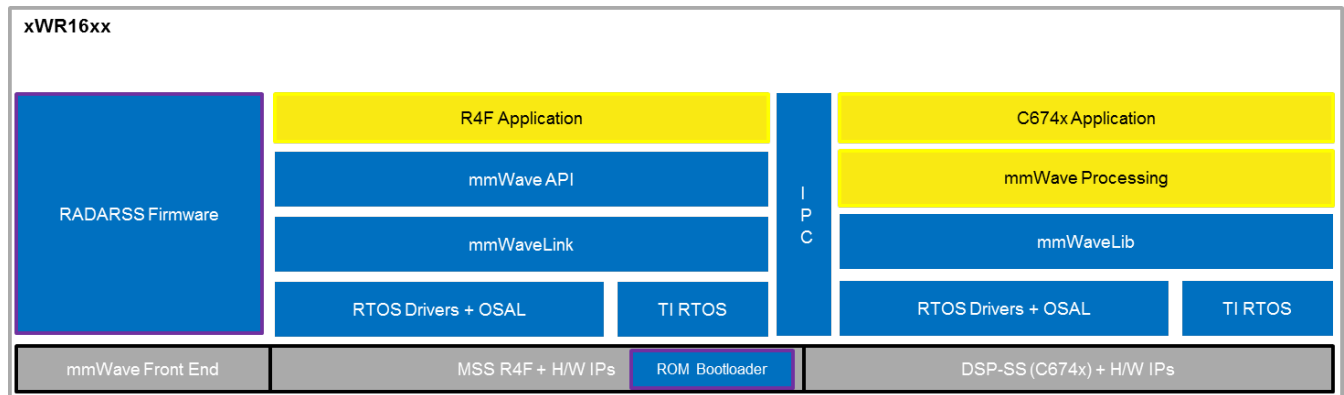 xWR16xx
RADARSS Firmware
R4F Application
mmWave API
mmWaveLink
RTOS Drivers + OSAL
TI RTOS
I
P
C
C674x Application
mmWave Processing
mmWaveLib
RTOS Drivers + OSAL
TI RTOS
mmWave Front End
MSS R4F + H/W IPs
ROM Bootloader
DSP-SS (C674x) + H/W IPs